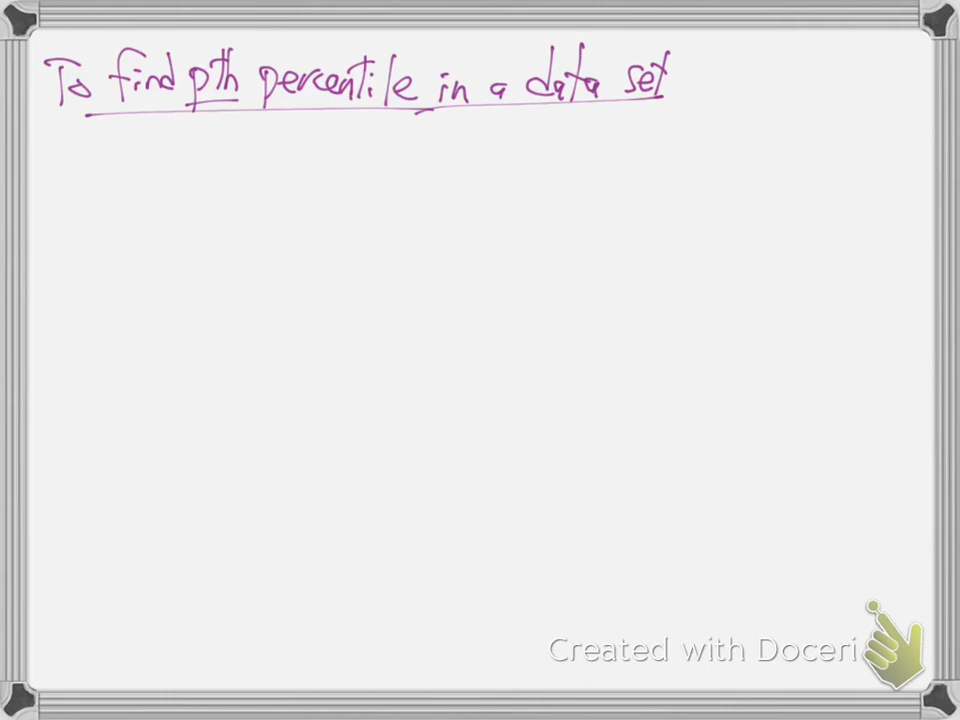 To find pth percentile in a data set
Created with Doceri